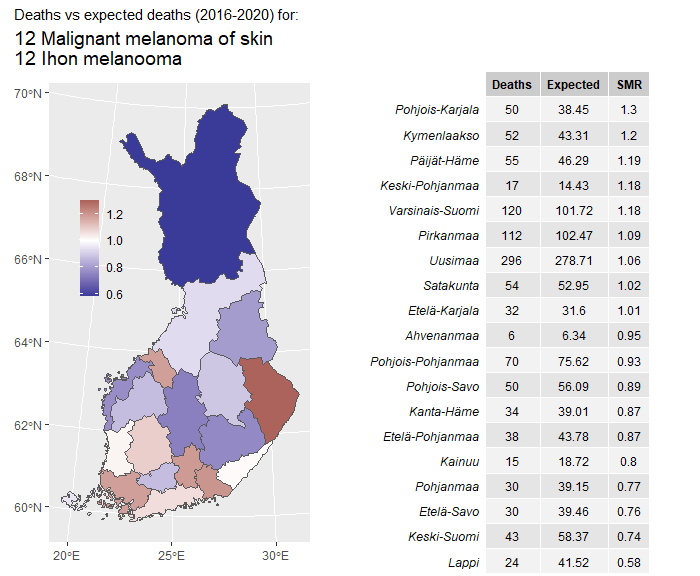 Deaths vs expected deaths (2016-2020) for:
12 Malignant melanoma of skin
12 Ihon melanooma
70°N
68°N
66°N
64°N
62°N
60°N
20°E 25°E 30°E
1.2
1.0
0.8
0.6
Deaths Expected SMR
Pohjois-Karjala 50 38.45 1.3
Kymenlaakso 52 43.31 1.2
Päijät-Häme 55 46.29 1.19
Keski-Pohjanmaa 17 14.43 1.18
Varsinais-Suomi 120 101.72 1.18
Pirkanmaa 112 102.47 1.09
Uusimaa 296 278.71 1.06
Satakunta 54 52.95 1.02
Etelä-Karjala 32 31.6 1.01
Ahvenanmaa 6 6.34 0.95
Pohjois-Pohjanmaa 70 75.62 0.93
Pohjois-Savo 50 56.09 0.89
Kanta-Häme 34 39.01 0.87
Etelä-Pohjanmaa 38 43.78 0.87
Kainuu 15 18.72 0.8
Pohjanmaa 30 39.15 0.77
Etelä-Savo 30 39.46 0.76
Keski-Suomi 43 58.37 0.74
Lappi 24 41.52 0.58